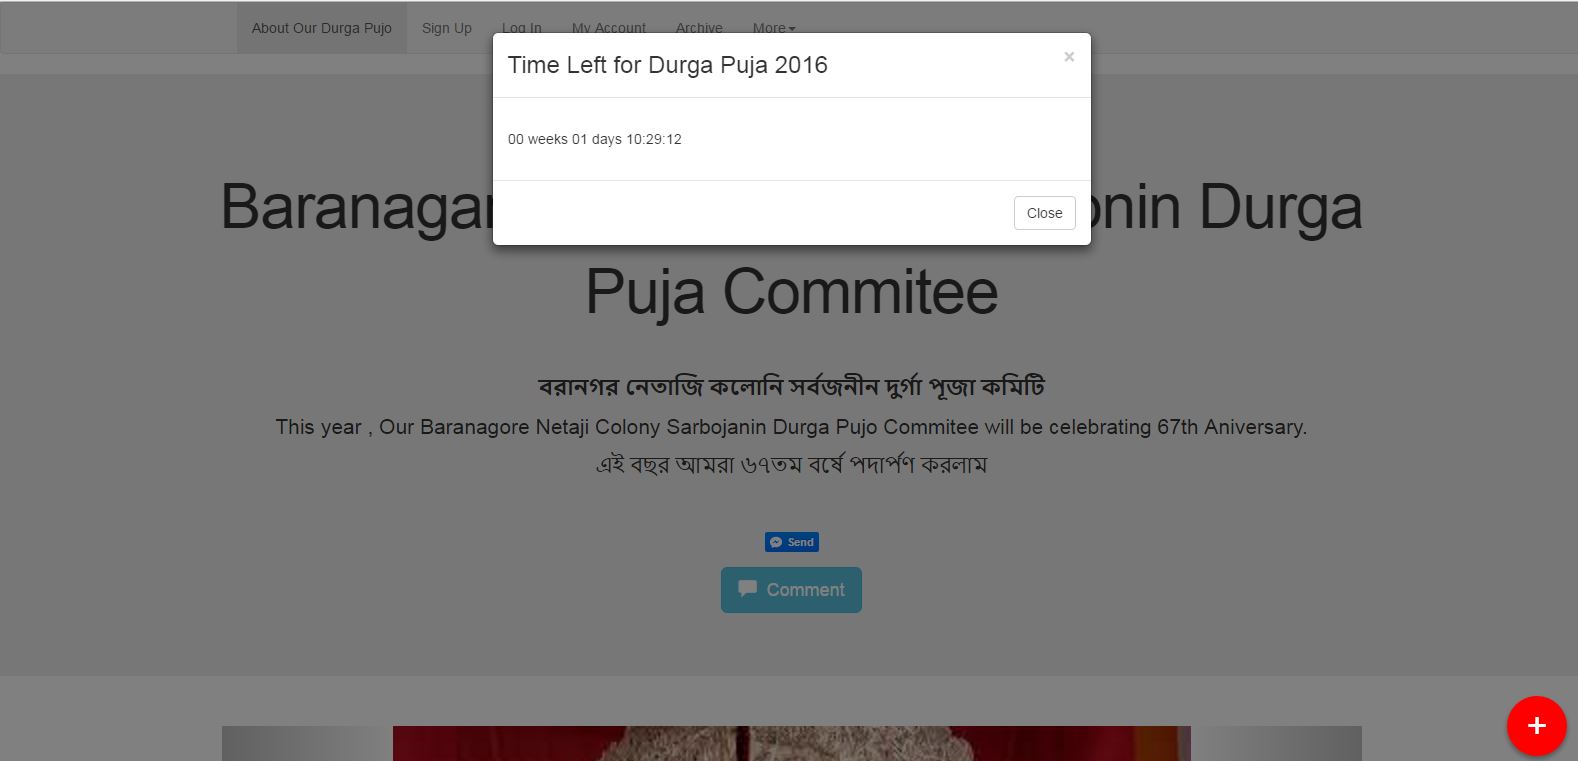 About Our Durga Pujo Sign Up Log In My Account Archive More
Time Left for Durga Puja 2016 ×
00 weeks 01 days 10:29:12
Close
Durga
Puja Commitee
বরানগর নেতাজি কলোনি সর্বজনীন দুর্গা পূজা কমিটি
This year , Our Baranagore Netaji Colony Sarbojanin Durga Pujo Commitee will be celebrating 67th Aniversary.
এই বছর আমরা ৬৭তম বর্ষে পদার্পণ করলাম
Send
Comment
+